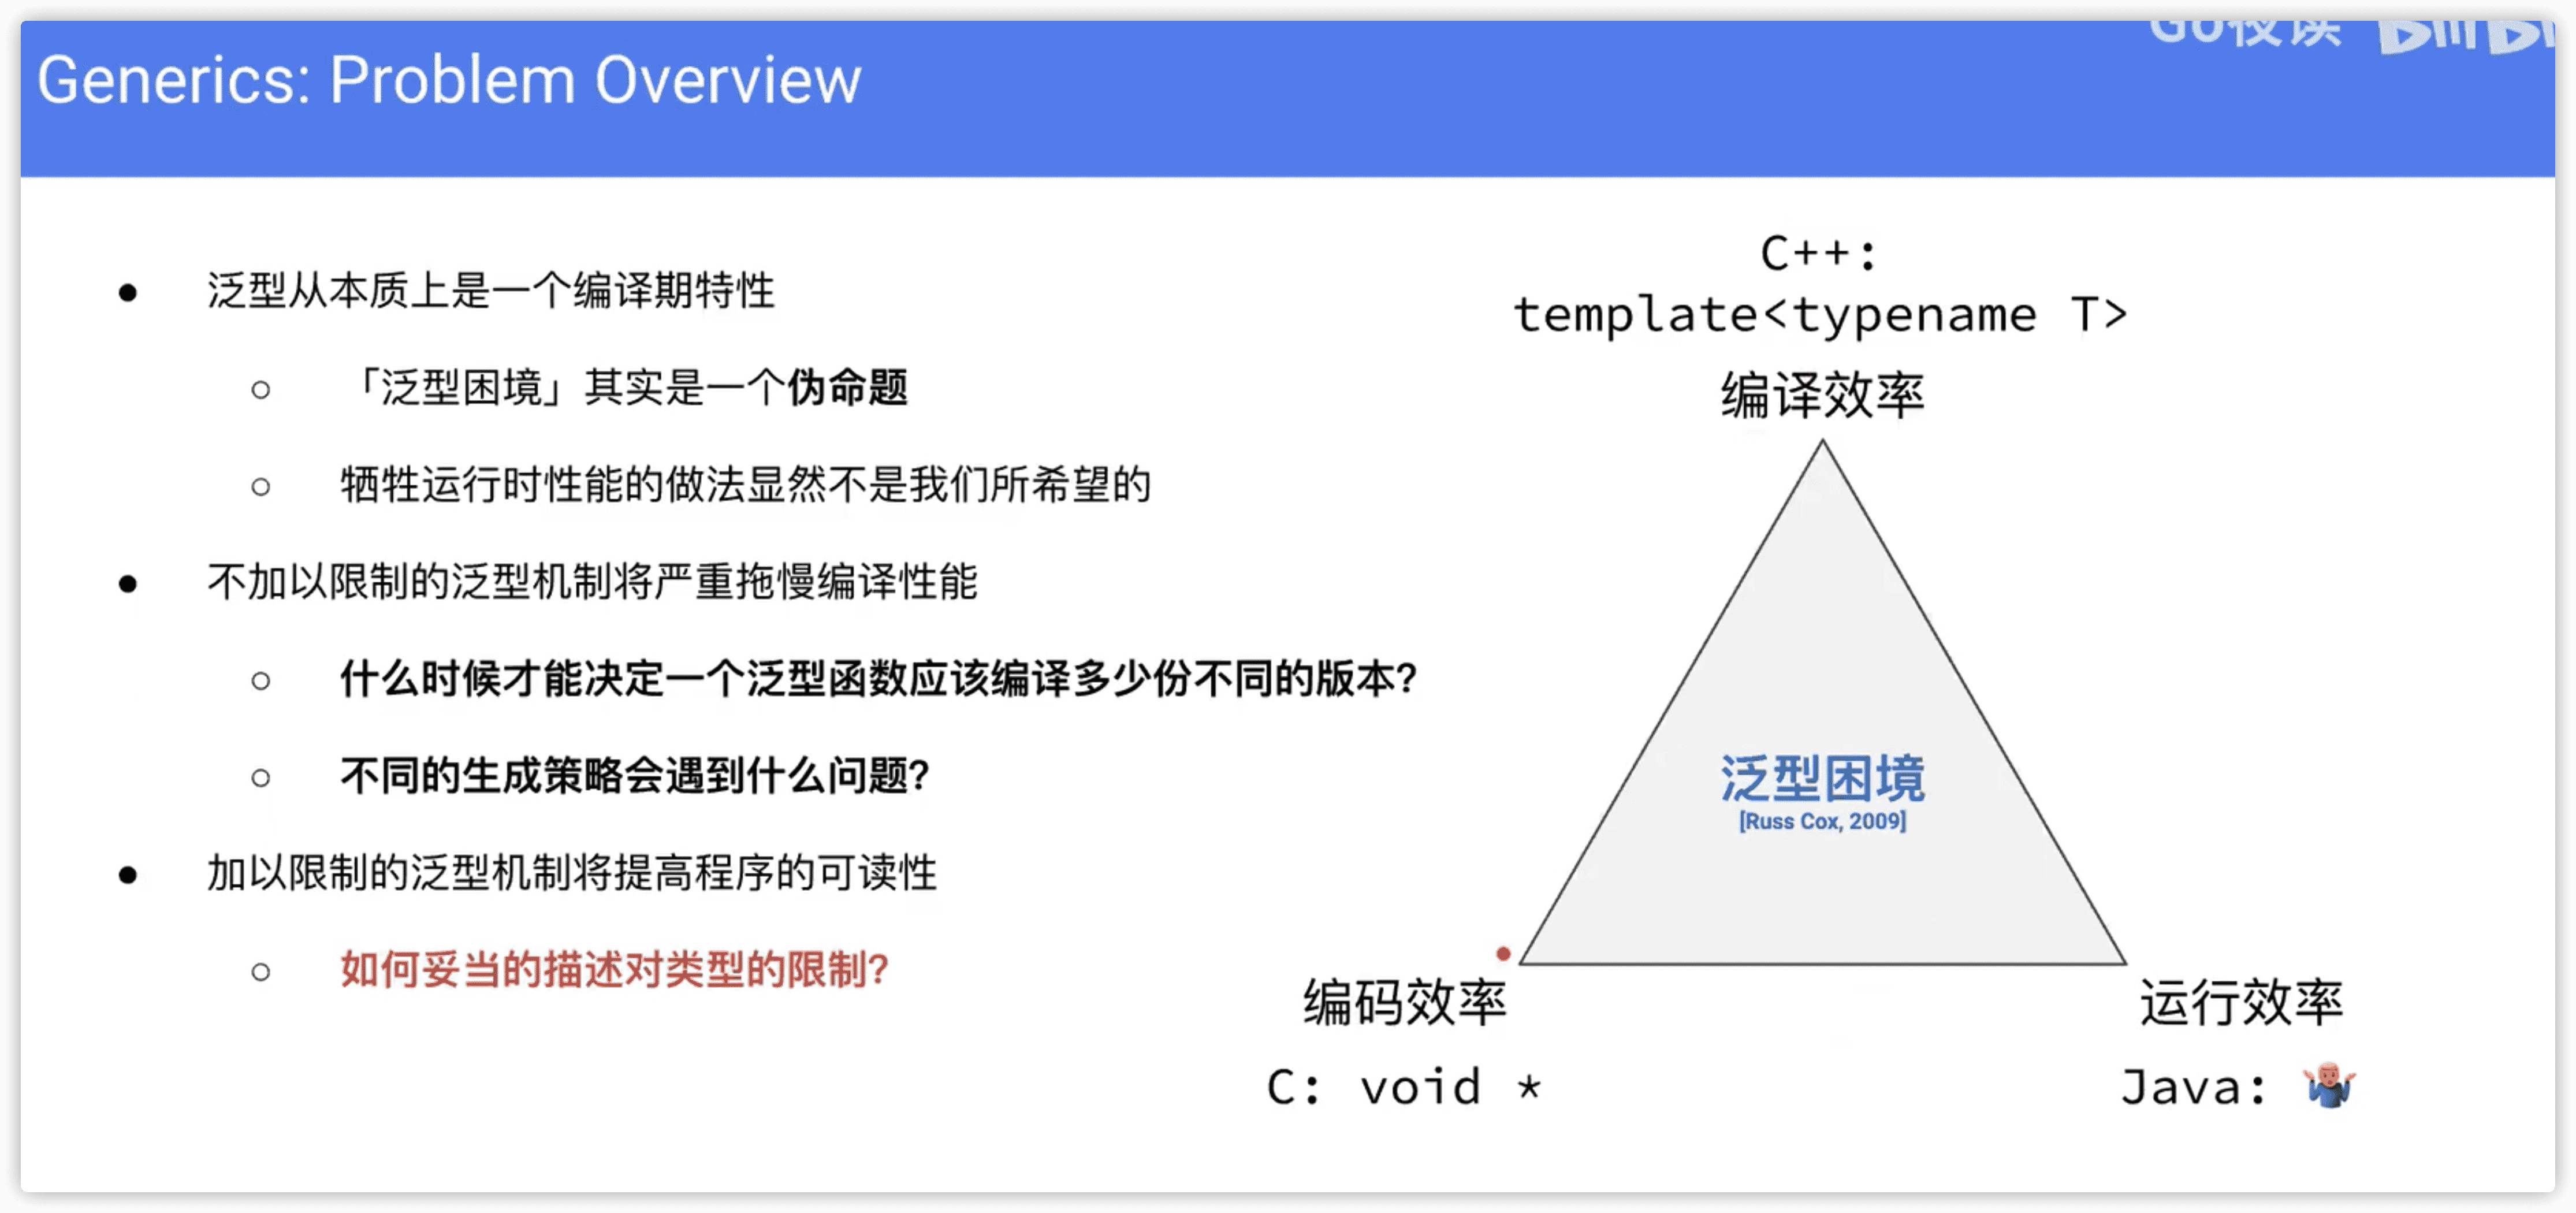 Go夜读
Generics: Problem Overview
泛型从本质上是一个编译期特性
「泛型困境」其实是一个伪命题
牺牲运行时性能的做法显然不是我们所希望的
不加以限制的泛型机制将严重拖慢编译性能
什么时候才能决定一个泛型函数应该编译多少份不同的版本?
不同的生成策略会遇到什么问题?
加以限制的泛型机制将提高程序的可读性
如何妥当的描述对类型的限制?
C++:
template<typename T>
编译效率
泛型困境
[Russ Cox, 2009]
编码效率
运行效率
C: void *
Java: